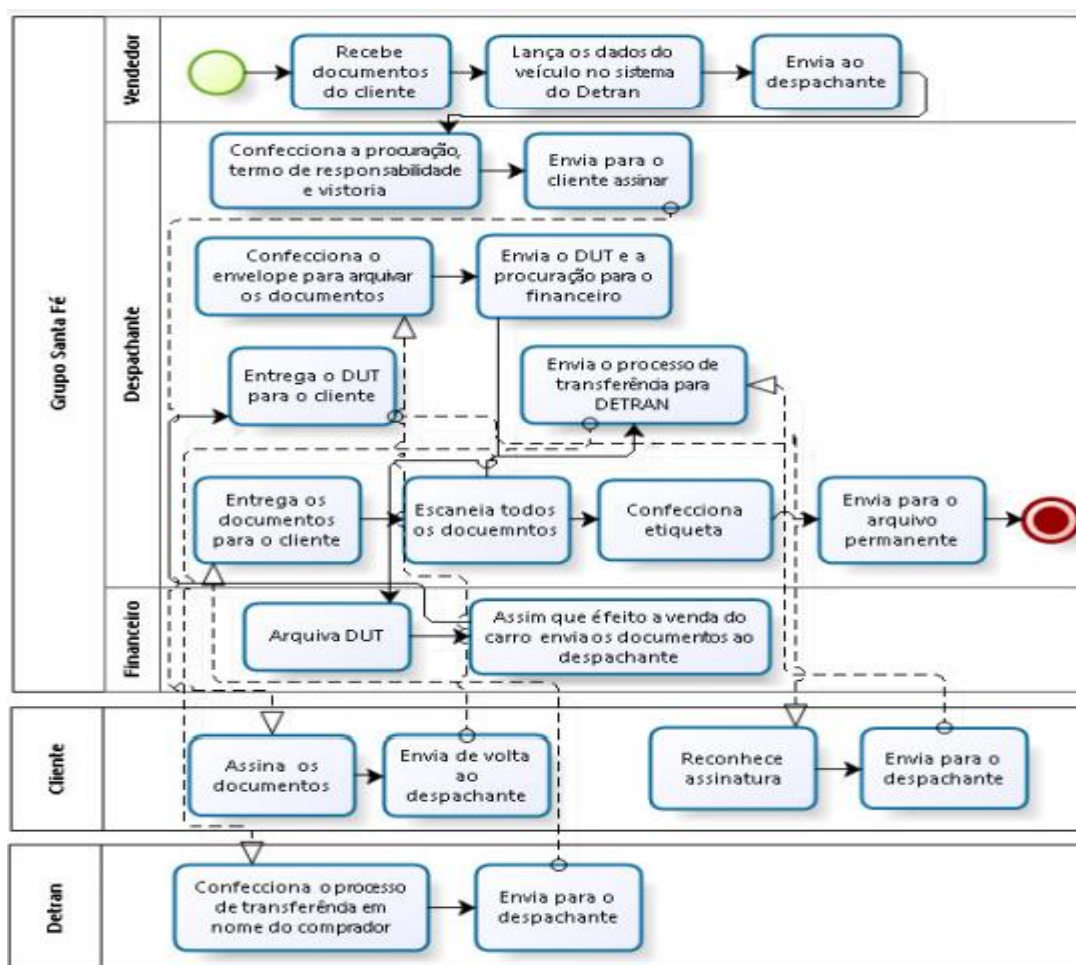 Grupo Santa Fé
Vendedor
Recebe
documentos
do cliente
Lança os dados do
veículo no sistema
do Detran
Envia ao
despachante
Despachante
Confecciona a procuração,
termo de responsabilidade
e vistoria
Envia para o
cliente assinar
Confecciona o
envelope para arquivar
os documentos
Envia o DUT e a
procuração para o
financeiro
Entrega o DUT
para o cliente
Envia o processo de
transferência para
DETRAN
Entrega os
documentos
para o cliente
Escaneia todos
os docuemntos
Confecciona
etiqueta
Envia para o
arquivo
permanente
Financeiro
Arquiva DUT
Assim que é feito a venda do
carro envia os documentos ao
despachante
Cliente
Assina os
documentos
Envia de volta
ao
despachante
Reconhece
assinatura
Envia para o
despachante
Detran
Confecciona o processo
de transferência em
nome do comprador
Envia para o
despachante